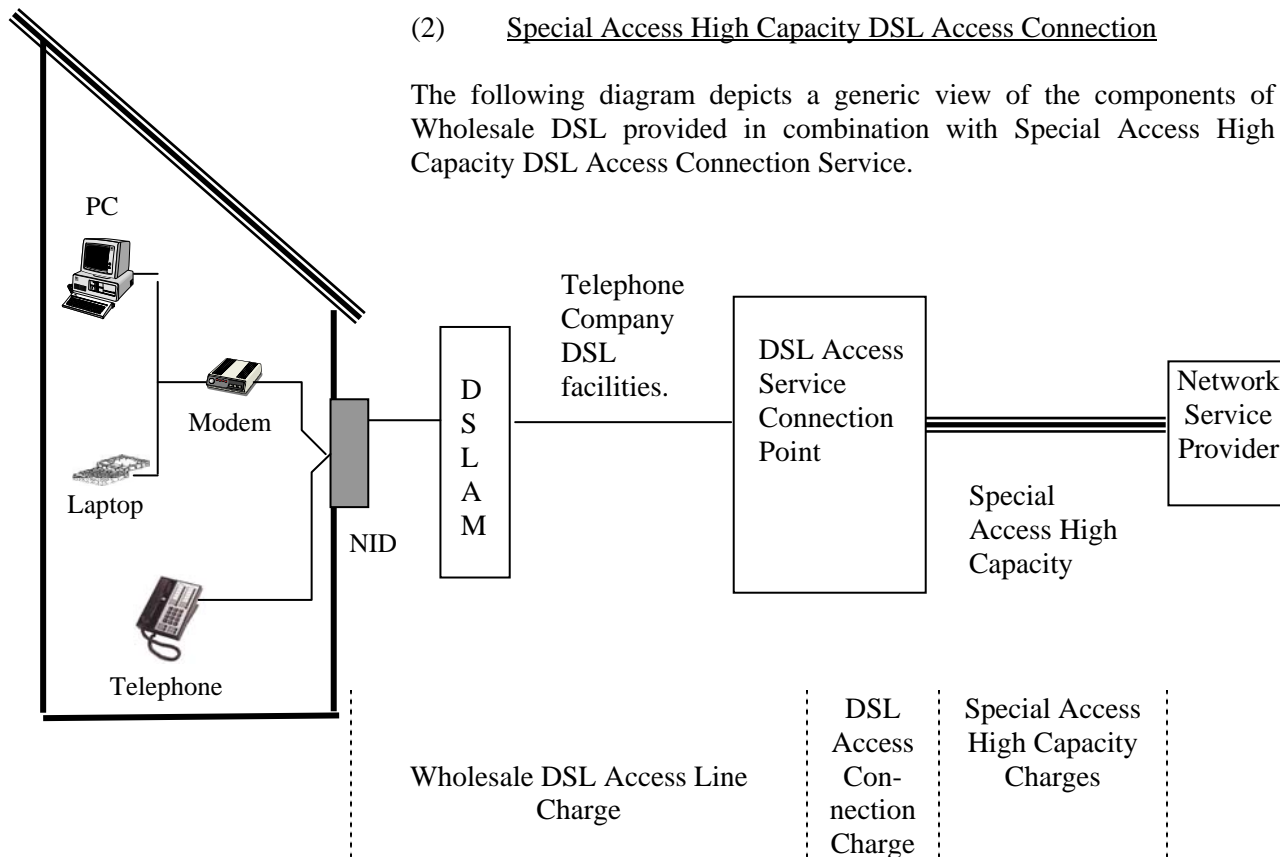 (2) Special Access High Capacity DSL Access Connection
The following diagram depicts a generic view of the components of
Wholesale DSL provided in combination with Special Access High
Capacity DSL Access Connection Service.
PC
Modem
Laptop
Telephone
NID
D
S
L
A
M
Telephone
Company
DSL
facilities.
DSL Access
Service
Connection
Point
Special
Access High
Capacity
Network
Service
Provider
Wholesale DSL Access Line
Charge
DSL
Access
Con-
nection
Charge
Special Access
High Capacity
Charges